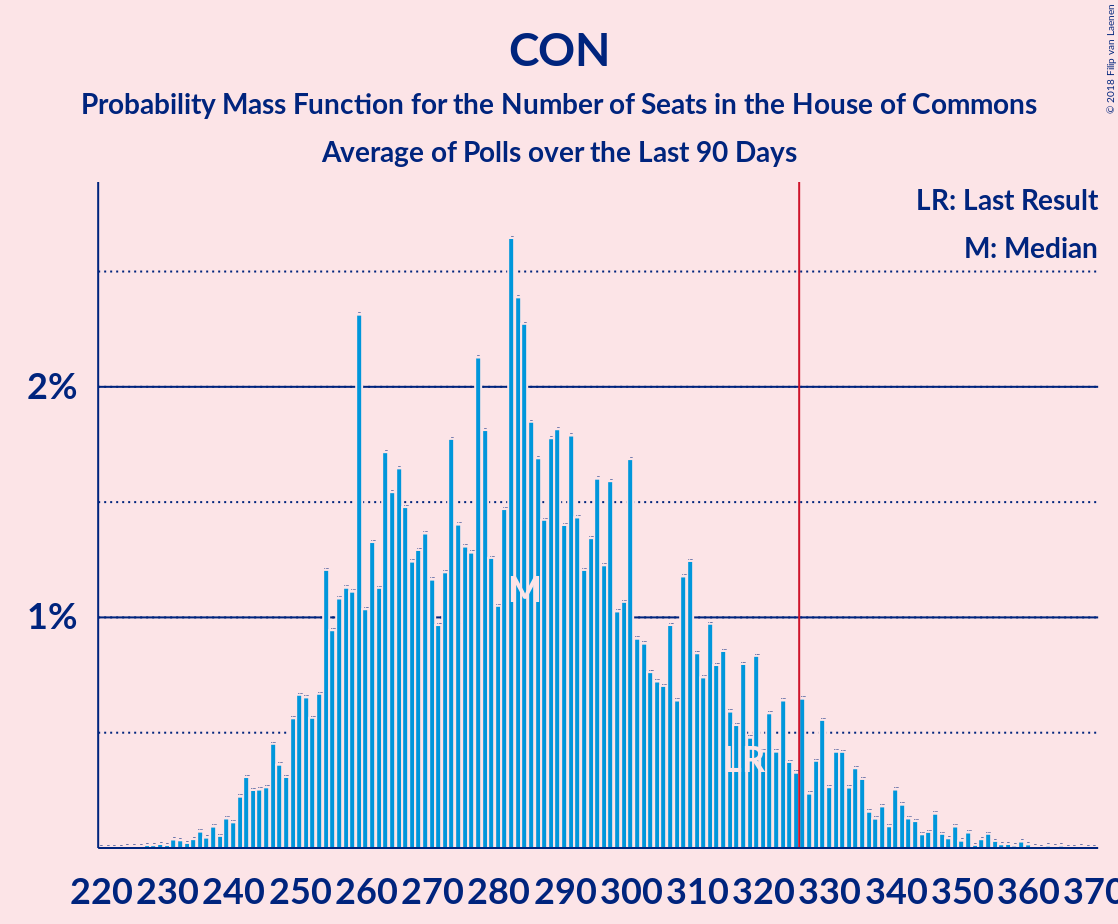 CON
Probability Mass Function for the Number of Seats in the House of Commons
Average of Polls over the Last 90 Days
© 2018 Filip van Laenen
LR: Last Result
M: Median
2%
1%
M
LR
220 230 240 250 260 270 280 290 300 310 320 330 340 350 360 370